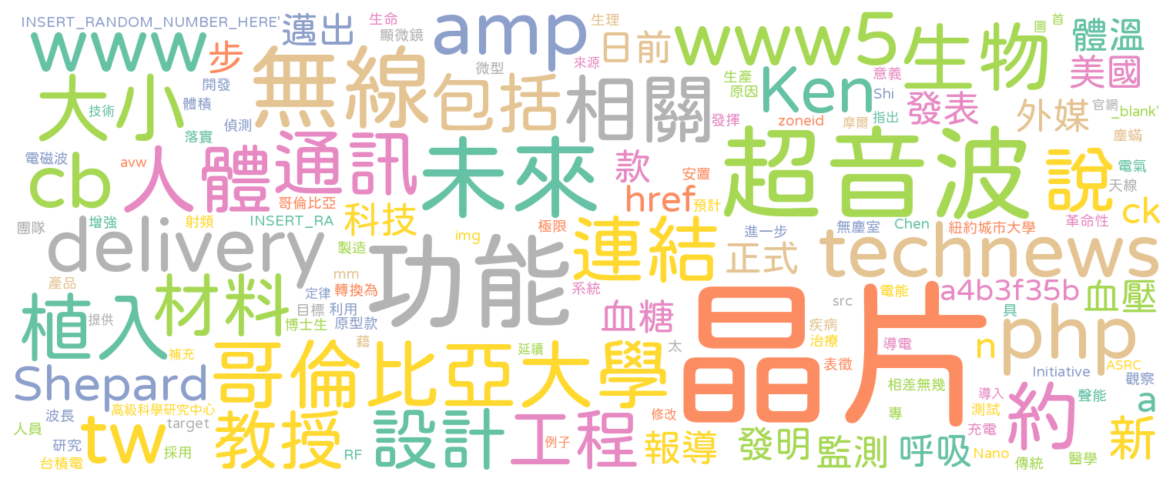 INSERT_RANDOM_NUMBER_HERE'
邁出
生命
顯微鏡
amp
生理
日前
來源
www5
生物
圖
首
體溫
www
步
無線
微型
包括
相關
Ken
生產
原因
意義
Shi
美國
大小
技術
開發
體積
偵測
落實
發揮
zoneid
摩爾
指出
發表
外媒
官網
_blank'
塵蟎
電磁波
cb
avw
人體
通訊
未來
款
安置
href
預計
超音波
說
電氣
天線
革命性
ck
哥倫比亞
團隊
增強
射頻
INSERT_RA
科技
極限
進一步
無塵室
Chen
紐約城市大學
delivery
img
製造
功能
連結
正式
technews
產品
mm
轉換為
系統
血糖
src
電能
a4b3f35b
血壓
植入
提供
材料
定律
目標
利用
博士生
原型款
藉
具
疾病
治療
導電
n
php
補充
哥倫比亞大學
延續
太
晶片
表徵
Initiative
ASRC
觀察
Shepard
相差無幾
導入
聲能
a
波長
高級科學研究中心
target
修改
專
測試
約
人員
tw
教授
設計
工程
報導
發明
監測
呼吸
充電
新
研究
台積電
採用
RF
例子
Nano
傳統
醫學